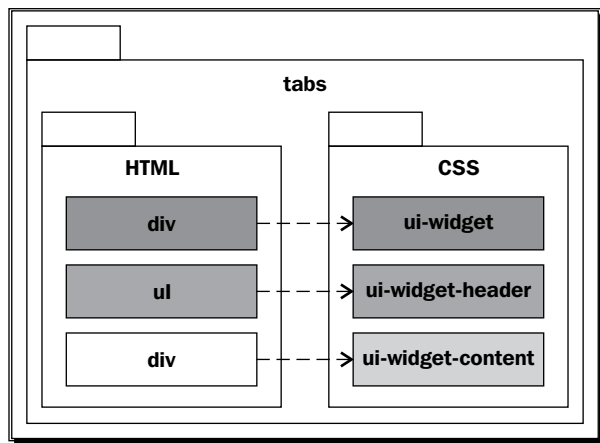 tabs
HTML
CSS
div
ui-widget
ul
ui-widget-header
div
ui-widget-content